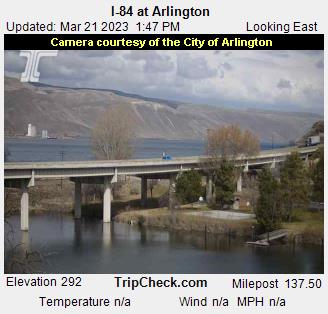 I-84 at Arlington
Updated: Mar 21 2023 1:47 PM Looking East
Camera courtesy of the City of Arlington
Elevation 292 TripCheck.com Milepost 137.50
Temperature n/a Wind n/a MPH n/a